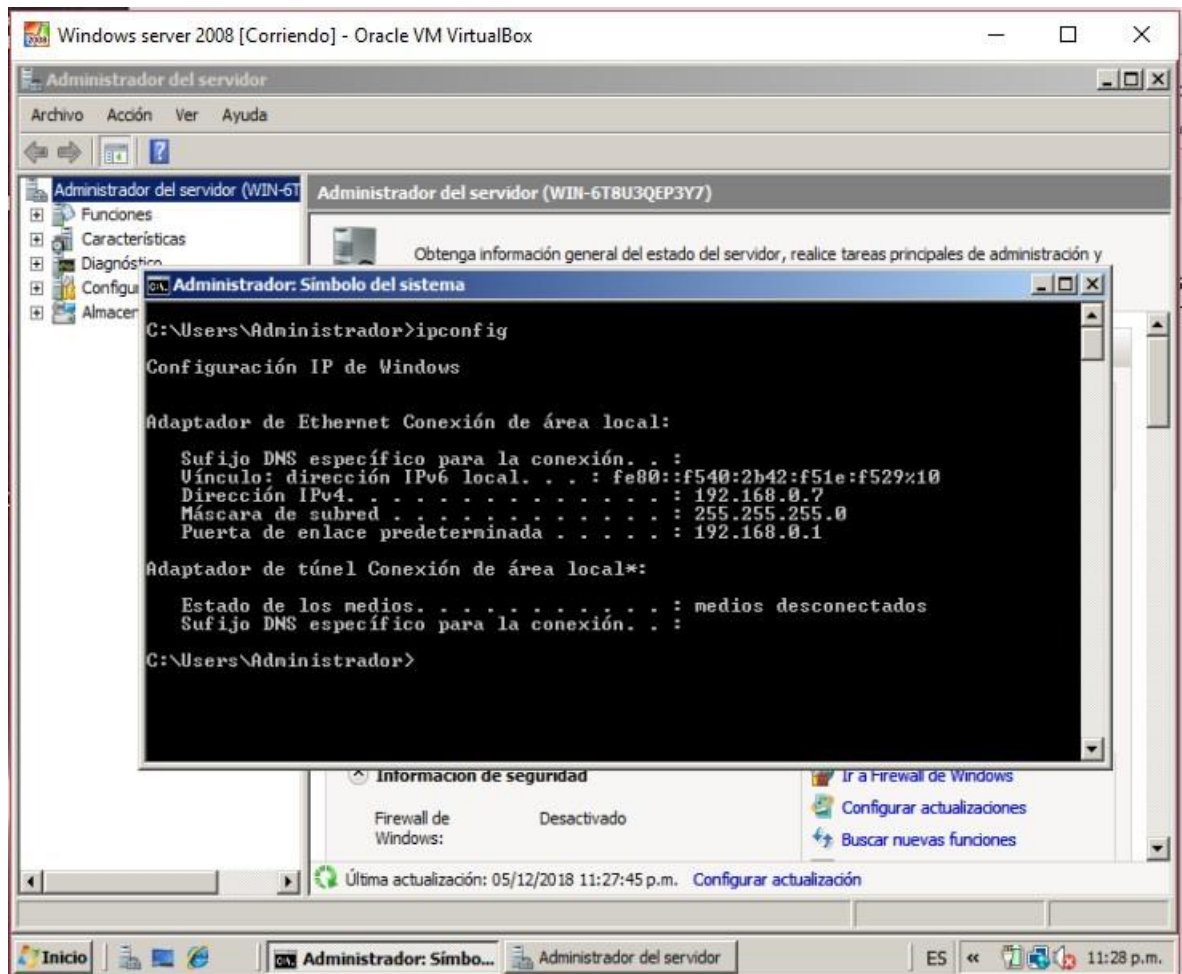 Windows server 2008 [Corriendo] - Oracle VM VirtualBox
Administrador del servidor
Archivo Acción Ver Ayuda
Administrador del servidor (WIN-6T
Funciones
Características
Diagnóstico
Configu
Almacer
Administrador del servidor (WIN-6T8U3QEP3Y7)
Obtenga información general del estado del servidor, realice tareas principales de administración y
Administrador: Símbolo del sistema
C:\Users\Administrador>ipconfig
Configuración IP de Windows
Adaptador de Ethernet Conexión de área local:
Sufijo DNS específico para la conexión. . :
Vínculo: dirección IPv6 local. . . : fe80::f540:2b42:f51e:f529%10
Dirección IPv4. . . . . . . . . . . . . . : 192.168.0.7
Máscara de subred . . . . . . . . . . . . : 255.255.255.0
Puerta de enlace predeterminada . . . . . : 192.168.0.1
Adaptador de túnel Conexión de área local*:
Estado de los medios. . . . . . . . . . . : medios desconectados
Sufijo DNS específico para la conexión. . :
C:\Users\Administrador>
Información de seguridad
Firewall de Windows:
Desactivado
Ir a Firewall de Windows
Configurar actualizaciones
Buscar nuevas funciones
Última actualización: 05/12/2018 11:27:45 p.m. Configurar actualización
Inicio
Administrador: Símbo...
Administrador del servidor
ES
«
11:28 p.m.